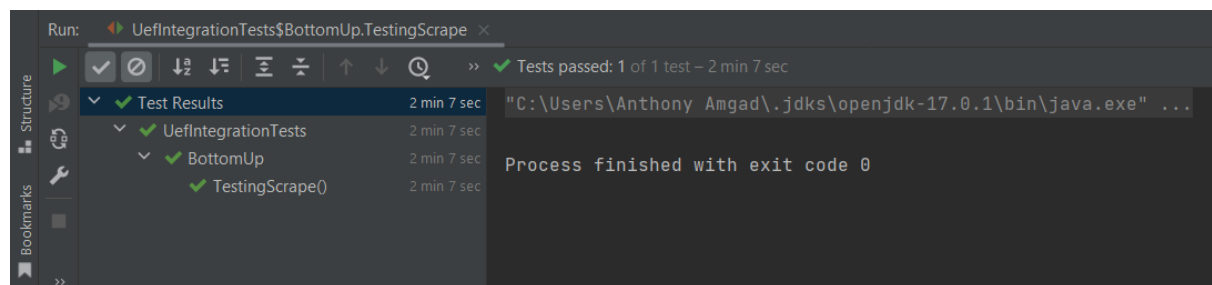 Run: UefIntegrationTests$BottomUp.TestingScrape
Tests passed: 1 of 1 test – 2 min 7 sec
Test Results 2 min 7 sec
UefIntegrationTests 2 min 7 sec
BottomUp 2 min 7 sec
TestingScrape() 2 min 7 sec
"C:\Users\Anthony Amgad\.jdks\openjdk-17.0.1\bin\java.exe" ...
Process finished with exit code 0
Structure
Bookmarks